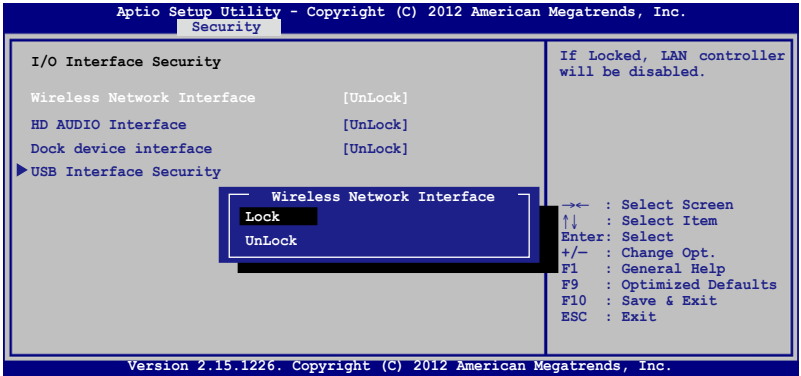 Aptio Setup Utility - Copyright (C) 2012 American Megatrends, Inc.
Security
I/O Interface Security
Wireless Network Interface [UnLock]
HD AUDIO Interface [UnLock]
Dock device interface [UnLock]
USB Interface Security
If Locked, LAN controller
will be disabled.
Wireless Network Interface
Lock
UnLock
→← : Select Screen
↑↓ : Select Item
Enter: Select
+/— : Change Opt.
F1 : General Help
F9 : Optimized Defaults
F10 : Save & Exit
ESC : Exit
Version 2.15.1226. Copyright (C) 2012 American Megatrends, Inc.